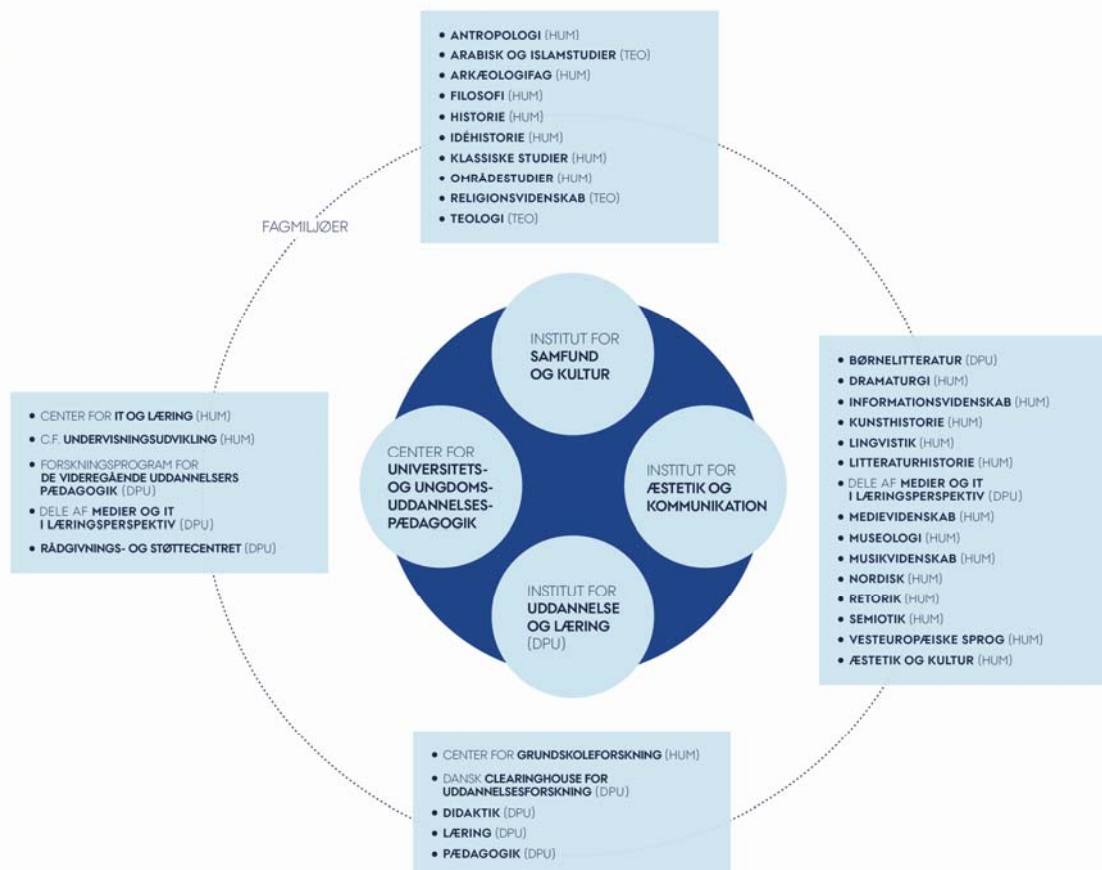 • ANTROPOLOGI (HUM)
• ARABISK OG ISLAMSTUDIER (TEO)
• ARKÆOLOGIFAG (HUM)
• FILOSOFI (HUM)
• HISTORIE (HUM)
• IDÉHISTORIE (HUM)
• KLASSISKE STUDIER (HUM)
• OMRÅDESTUDIER (HUM)
• RELIGIONSVIDENSKAB (TEO)
• TEOLOGI (TEO)
FAGMILJØER
INSTITUT FOR
SAMFUND
OG KULTUR
• CENTER FOR IT OG LÆRING (HUM)
• C.F. UNDERVISNINGSUDVIKLING (HUM)
• FORSKNINGSPROGRAM FOR
DE VIDEREGÅENDE UDDANNELSERS
PÆDAGOGIK (DPU)
• DELE AF MEDIER OG IT
I LÆRINGSPERSPEKTIV (DPU)
• RÅDGIVNINGS- OG STØTTECENTRET (DPU)
CENTER FOR
UNIVERSITETS-
OG UNGDOMS-
UDDANNELSES-
PÆDAGOGIK
INSTITUT FOR
ÆSTETIK OG
KOMMUNIKATION
• BØRNELITTERATUR (DPU)
• DRAMATURGI (HUM)
• INFORMATIONSVIDENSKAB (HUM)
• KUNSTHISTORIE (HUM)
• LINGVISTIK (HUM)
• LITTERATURHISTORIE (HUM)
• DELE AF MEDIER OG IT
I LÆRINGSPERSPEKTIV (DPU)
• MEDIEVIDENSKAB (HUM)
• MUSEOLOGI (HUM)
• MUSIKVIDENSKAB (HUM)
• NORDISK (HUM)
• RETORIK (HUM)
• SEMIOTIK (HUM)
• VESTEUROPÆISKE SPROG (HUM)
• ÆSTETIK OG KULTUR (HUM)
INSTITUT FOR
UDDANNELSE
OG LÆRING
(DPU)
• CENTER FOR GRUNDSKOLEFORSKNING (HUM)
• DANSK CLEARINGHOUSE FOR
UDDANNELSESFORSKNING (DPU)
• DIDAKTIK (DPU)
• LÆRING (DPU)
• PÆDAGOGIK (DPU)